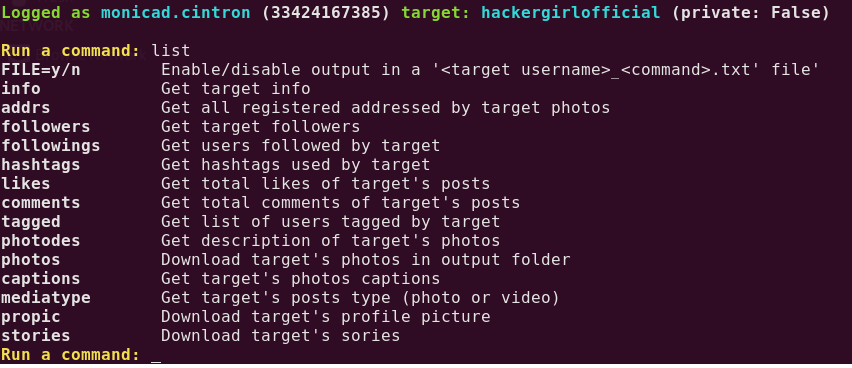 Logged as monicad.cintron (33424167385) target: hackergirlofficial (private: False)
NETWORK
Run a command: list
FILE=y/n Enable/disable output in a '<target username>_<command>.txt' file'
info Get target info
addrs Get all registered addressed by target photos
followers Get target followers
followings Get users followed by target
hashtags Get hashtags used by target
likes Get total likes of target's posts
comments Get total comments of target's posts
tagged Get list of users tagged by target
photodes Get description of target's photos
photos Download target's photos in output folder
captions Get target's photos captions
mediatype Get target's posts type (photo or video)
propic Download target's profile picture
stories Download target's sories
Run a command: _